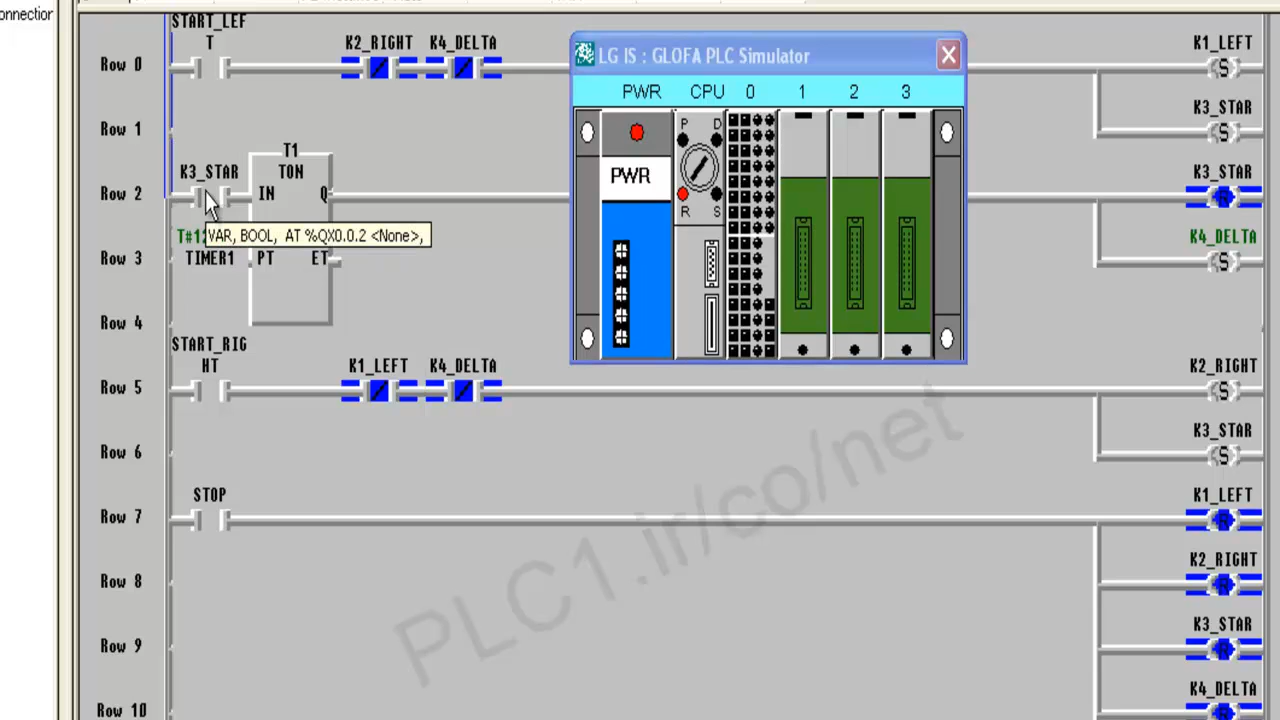 onnection
START_LEF
T
K2_RIGHT K4_DELTA
K1_LEFT
Row 0
S
K3_STAR
Row 1
S
LG IS : GLOFA PLC Simulator
PWR CPU 0 1 2 3
P D
PWR
R S
T1
K3_STAR
TON
K3_STAR
Row 2
IN Q
R
T#12
VAR, BOOL, AT %QX0.0.2 <None>,
K4_DELTA
Row 3
TIMER1 PT ET
S
Row 4
START_RIG
HT
K1_LEFT K4_DELTA
K2_RIGHT
Row 5
S
K3_STAR
Row 6
S
STOP
K1_LEFT
Row 7
R
K2_RIGHT
Row 8
R
K3_STAR
Row 9
R
K4_DELTA
Row 10
R
PLC1.ir/co/net